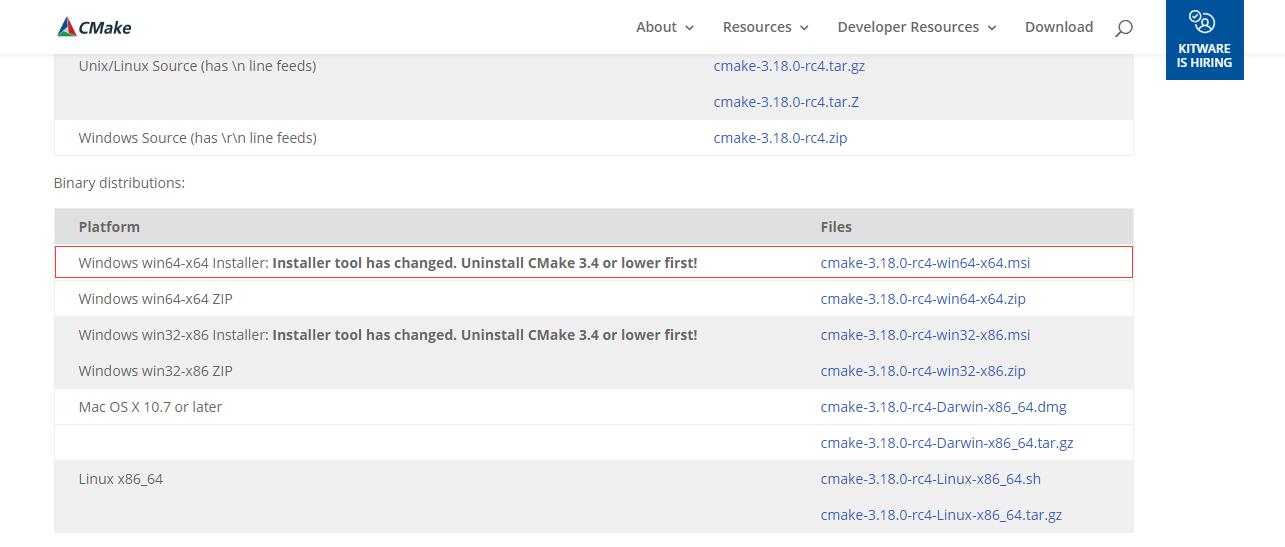 CMake
About
Resources
Developer Resources
Download
KITWARE
IS HIRING
Unix/Linux Source (has \n line feeds) cmake-3.18.0-rc4.tar.gz
cmake-3.18.0-rc4.tar.Z
Windows Source (has \r\n line feeds) cmake-3.18.0-rc4.zip
Binary distributions:
Platform Files
Windows win64-x64 Installer: Installer tool has changed. Uninstall CMake 3.4 or lower first! cmake-3.18.0-rc4-win64-x64.msi
Windows win64-x64 ZIP cmake-3.18.0-rc4-win64-x64.zip
Windows win32-x86 Installer: Installer tool has changed. Uninstall CMake 3.4 or lower first! cmake-3.18.0-rc4-win32-x86.msi
Windows win32-x86 ZIP cmake-3.18.0-rc4-win32-x86.zip
Mac OS X 10.7 or later cmake-3.18.0-rc4-Darwin-x86_64.dmg
cmake-3.18.0-rc4-Darwin-x86_64.tar.gz
Linux x86_64 cmake-3.18.0-rc4-Linux-x86_64.sh
cmake-3.18.0-rc4-Linux-x86_64.tar.gz